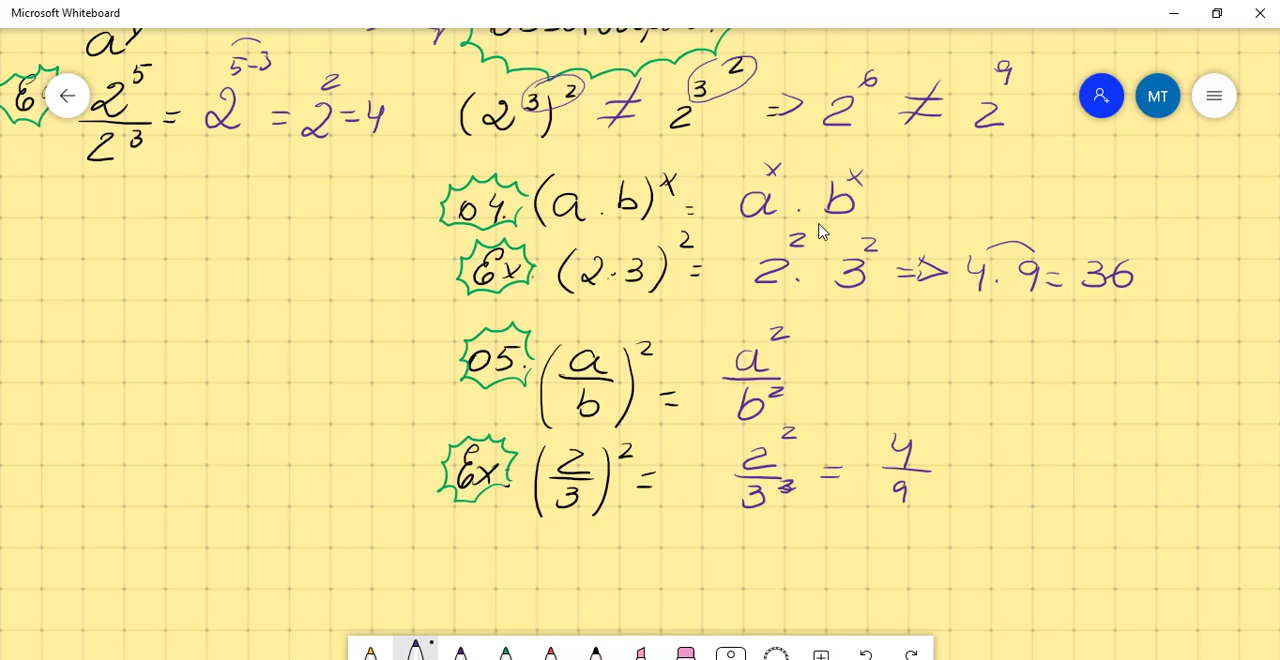 Microsoft Whiteboard
MT
Ex 2^5/2^3 = 2^(5-3) = 2^2 = 4
(2^3)^2 ≠ 2^3^2 => 2^6 ≠ 2^9
04. (a . b)^x = a^x . b^x
Ex. (2.3)^2 = 2^2 . 3^2 => 4 . 9 = 36
05. (a/b)^2 = a^2/b^2
Ex. (2/3)^2 = 2^2/3^2 = 4/9